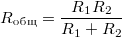 R_общ = R_1R_2 / (R_1 + R_2)